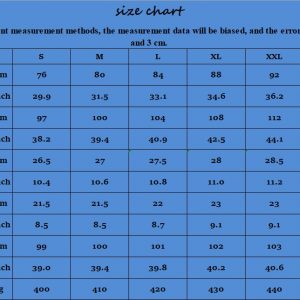 size chart
nt measurement methods, the measurement data will be biased, and the error
and 3 cm.
S M L XL XXL
m 76 80 84 88 92
ch 29.9 31.5 33.1 34.6 36.2
m 97 100 104 108 112
ch 38.2 39.4 40.9 42.5 44.1
m 26.5 27 27.5 28 28.5
ch 10.4 10.6 10.8 11.0 11.2
m 21.5 21.5 22 23 23
ch 8.5 8.5 8.7 9.1 9.1
m 99 100 101 102 103
ch 39.0 39.4 39.8 40.2 40.6
g 400 410 420 430 440